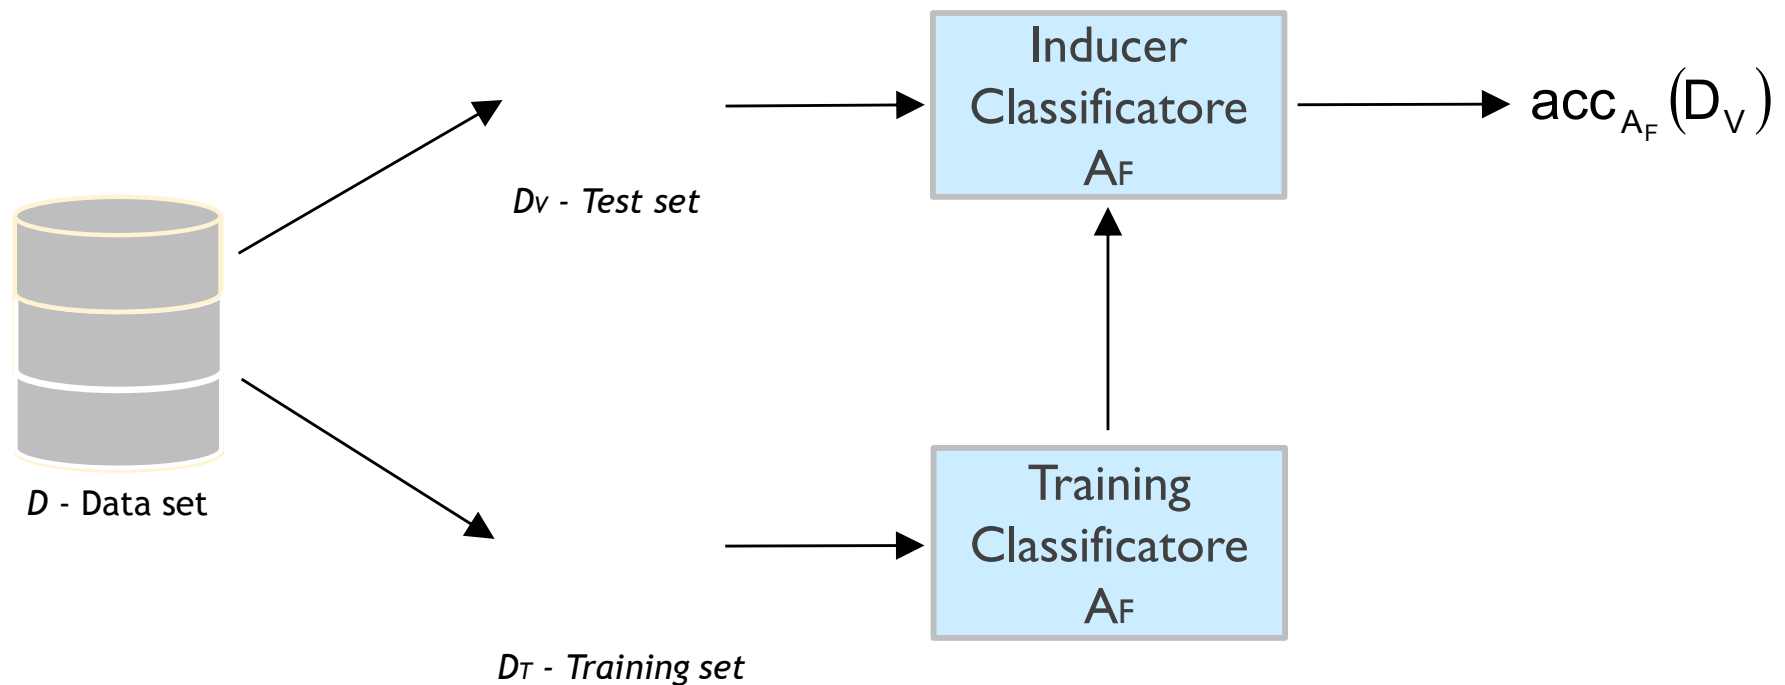 Inducer
Classificatore
AF
accAF(DV)
DV - Test set
D - Data set
Training
Classificatore
AF
DT - Training set